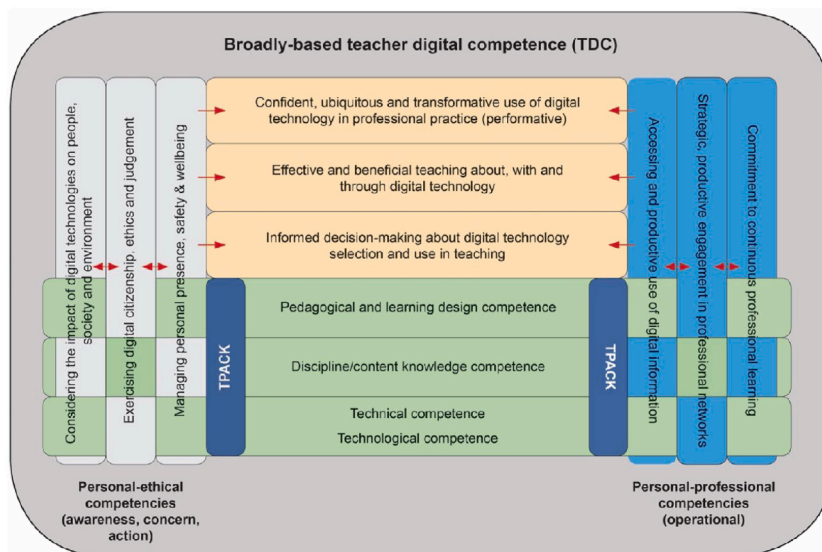 Broadly-based teacher digital competence (TDC)
Considering the impact of digital technologies on people,
society and environment
Exercising digital citizenship, ethics and judgement
Managing personal presence, safety & wellbeing
Confident, ubiquitous and transformative use of digital
technology in professional practice (performative)
Effective and beneficial teaching about, with and
through digital technology
Informed decision-making about digital technology
selection and use in teaching
TPACK
Pedagogical and learning design competence
Discipline/content knowledge competence
Technical competence
Technological competence
TPACK
Accessing and productive use of digital information
Strategic, productive engagement in professional networks
Commitment to continuous professional learning
Personal-ethical
competencies
(awareness, concern,
action)
Personal-professional
competencies
(operational)